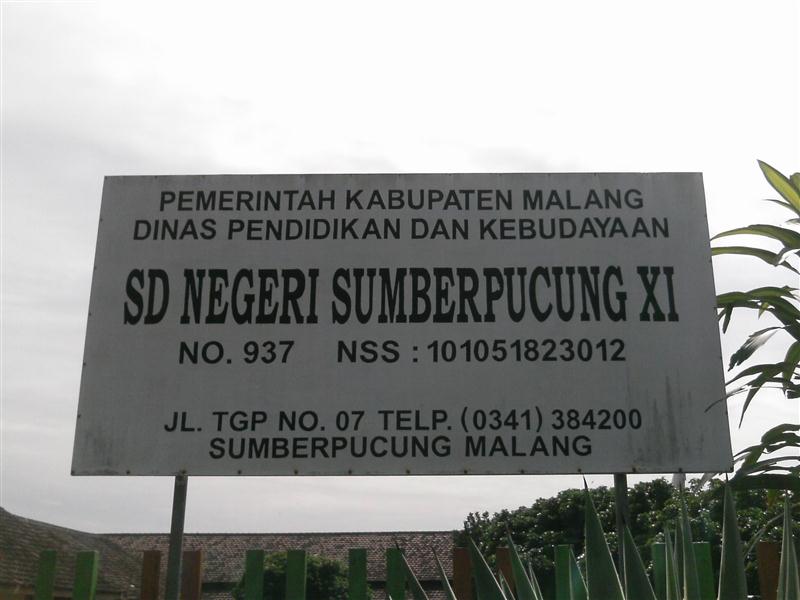 PEMERINTAH KABUPATEN MALANG
DINAS PENDIDIKAN DAN KEBUDAYAAN
SD NEGERI SUMBERPUCUNG XI
NO. 937 NSS : 101051823012
JL. TGP NO. 07 TELP. (0341) 384200
SUMBERPUCUNG MALANG